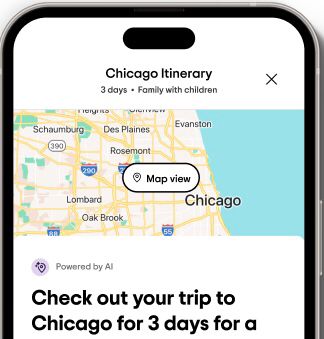 Chicago Itinerary
3 days • Family with children
Heights Glenview
Schaumburg Des Plaines Evanston
390
Rosemont
290
Map view
Lombard Chicago
Oak Brook
88 55
Powered by AI
Check out your trip to
Chicago for 3 days for a